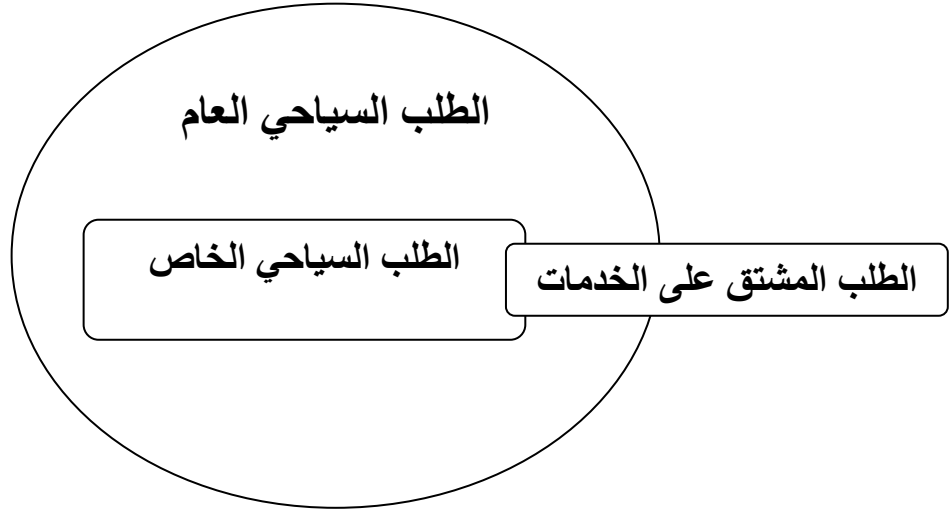 الطلب السياحي العام
الطلب السياحي الخاص
الطلب المشتق على الخدمات